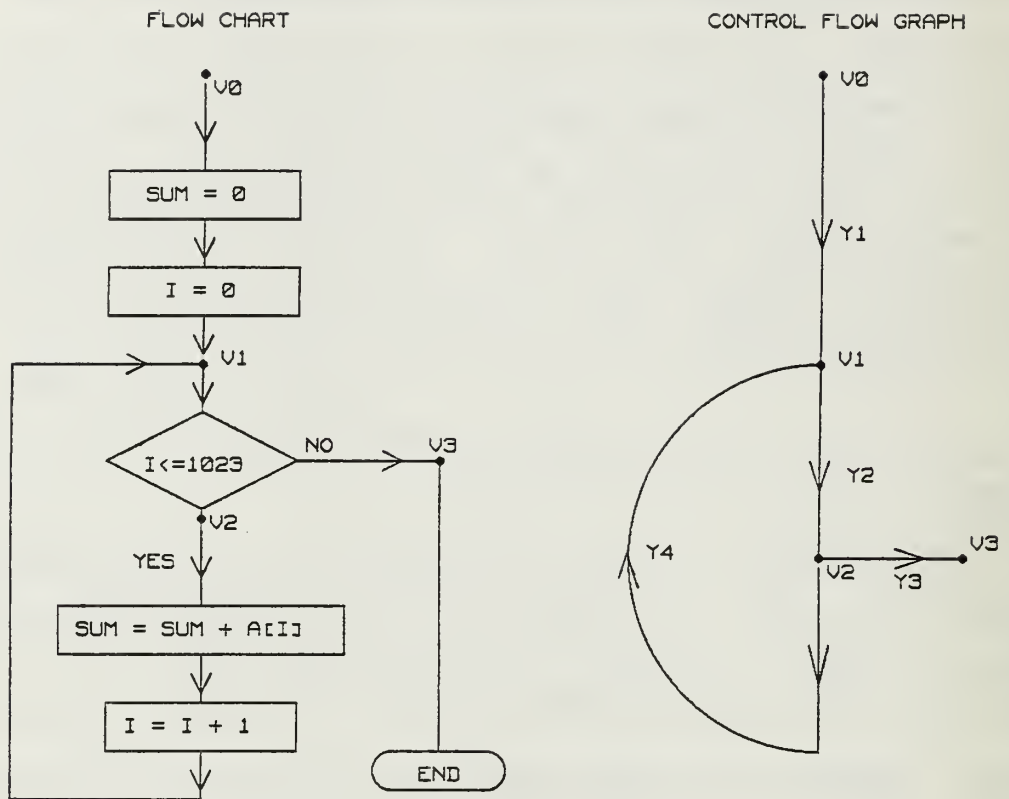 FLOW CHART
V0
SUM = 0
I = 0
V1
I<=1023
NO
V3
V2
YES
SUM = SUM + A[I]
I = I + 1
END
CONTROL FLOW GRAPH
V0
Y1
V1
Y2
Y4
V2
Y3
V3